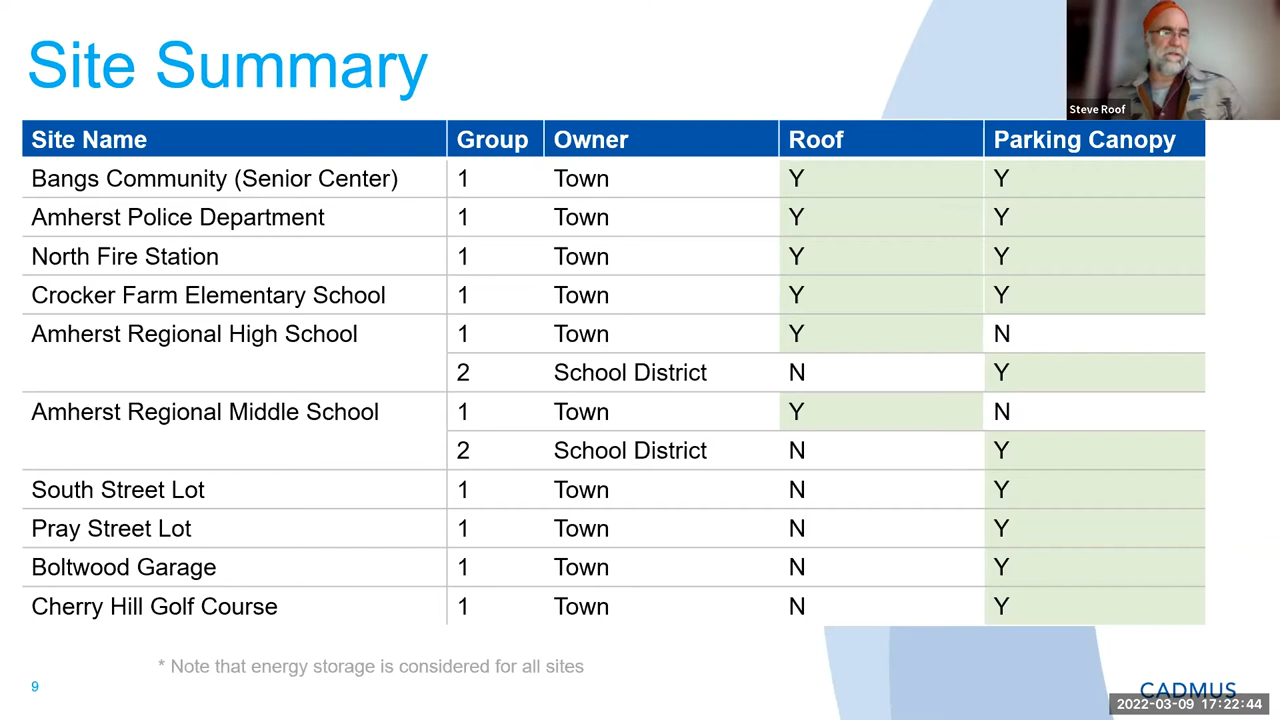 Site Summary
Steve Roof
Site Name Group Owner Roof Parking Canopy
Bangs Community (Senior Center) 1 Town Y Y
Amherst Police Department 1 Town Y Y
North Fire Station 1 Town Y Y
Crocker Farm Elementary School 1 Town Y Y
Amherst Regional High School 1 Town Y N
2 School District N Y
Amherst Regional Middle School 1 Town Y N
2 School District N Y
South Street Lot 1 Town N Y
Pray Street Lot 1 Town N Y
Boltwood Garage 1 Town N Y
Cherry Hill Golf Course 1 Town N Y
* Note that energy storage is considered for all sites
9
CADMUS
2022-03-09 17:22:44